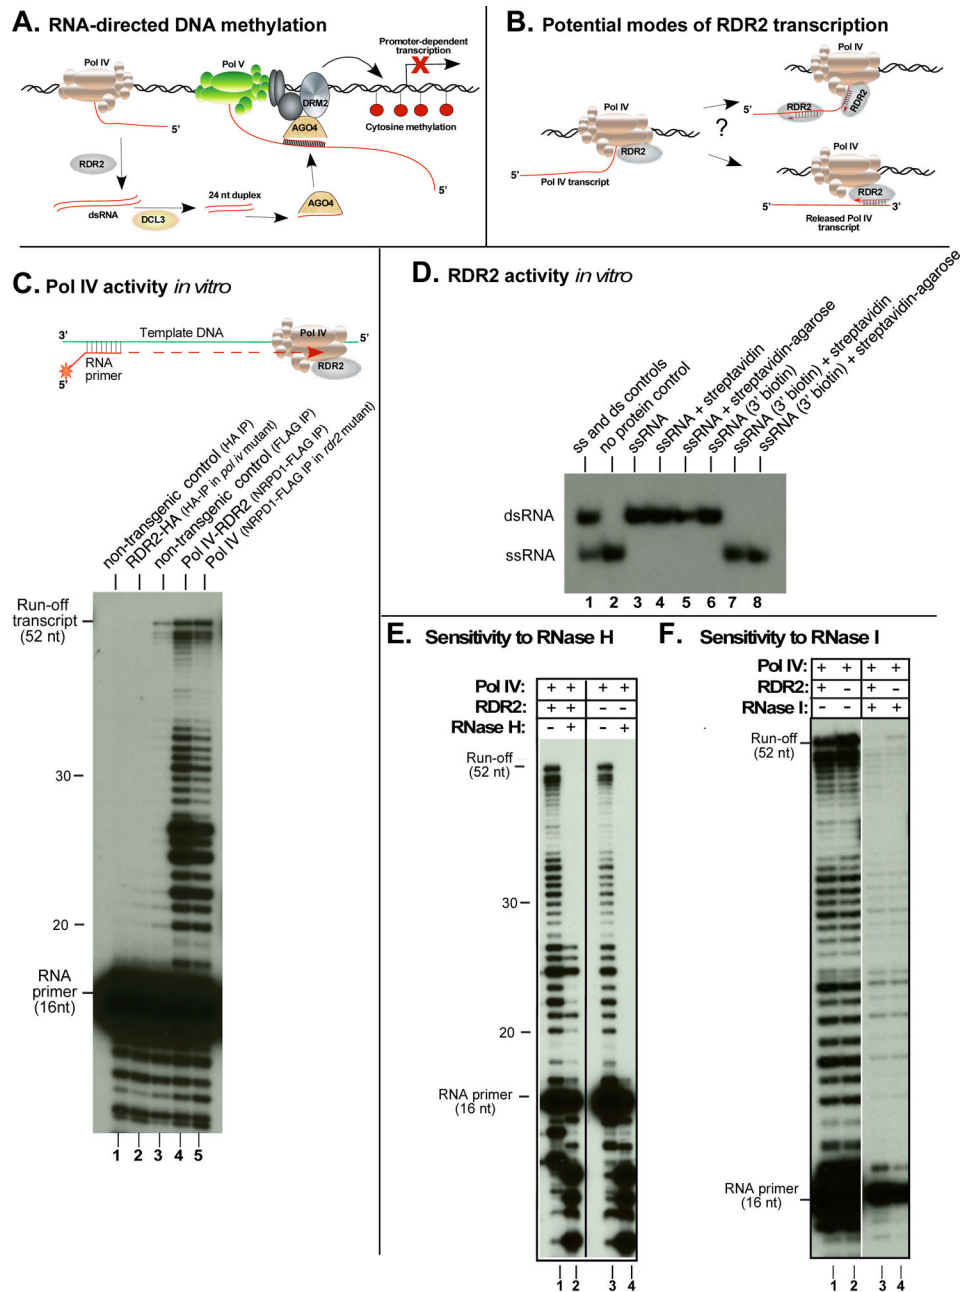 A. RNA-directed DNA methylation
Pol IV
5'
RDR2
dsRNA
DCL3
24 nt duplex
AGO4
Pol V
DRM2
AGO4
5'
Promoter-dependent
transcription
X
Cytosine methylation
B. Potential modes of RDR2 transcription
Pol IV
RDR2
5'
Pol IV transcript
?
Pol IV
RDR2
RDR2
5'
Pol IV
RDR2
5'
3'
Released Pol IV
transcript
C. Pol IV activity in vitro
3'
Template DNA
5'
Pol IV
RDR2
RNA
primer
5'
non-transgenic control (HA IP)
RDR2-HA (HA-IP in pol iv mutant)
non-transgenic control (FLAG IP)
Pol IV-RDR2 (NRPD1-FLAG IP)
Pol IV (NRPD1-FLAG IP in rdr2 mutant)
Run-off
transcript
(52 nt)
30
20
RNA
primer
(16nt)
1 2 3 4 5
D. RDR2 activity in vitro
ss and ds controls
no protein control
ssRNA
ssRNA + streptavidin
ssRNA + streptavidin-agarose
ssRNA (3' biotin)
ssRNA (3' biotin) + streptavidin
ssRNA (3' biotin) + streptavidin-agarose
dsRNA
ssRNA
1 2 3 4 5 6 7 8
E. Sensitivity to RNase H
Pol IV: + + + +
RDR2: + + - -
RNase H: - + - +
Run-off
(52 nt)
30
20
RNA primer
(16 nt)
1 2 3 4
F. Sensitivity to RNase I
Pol IV: + + + +
RDR2: + - + -
RNase I: - - + +
Run-off
(52 nt)
RNA primer
(16 nt)
1 2 3 4